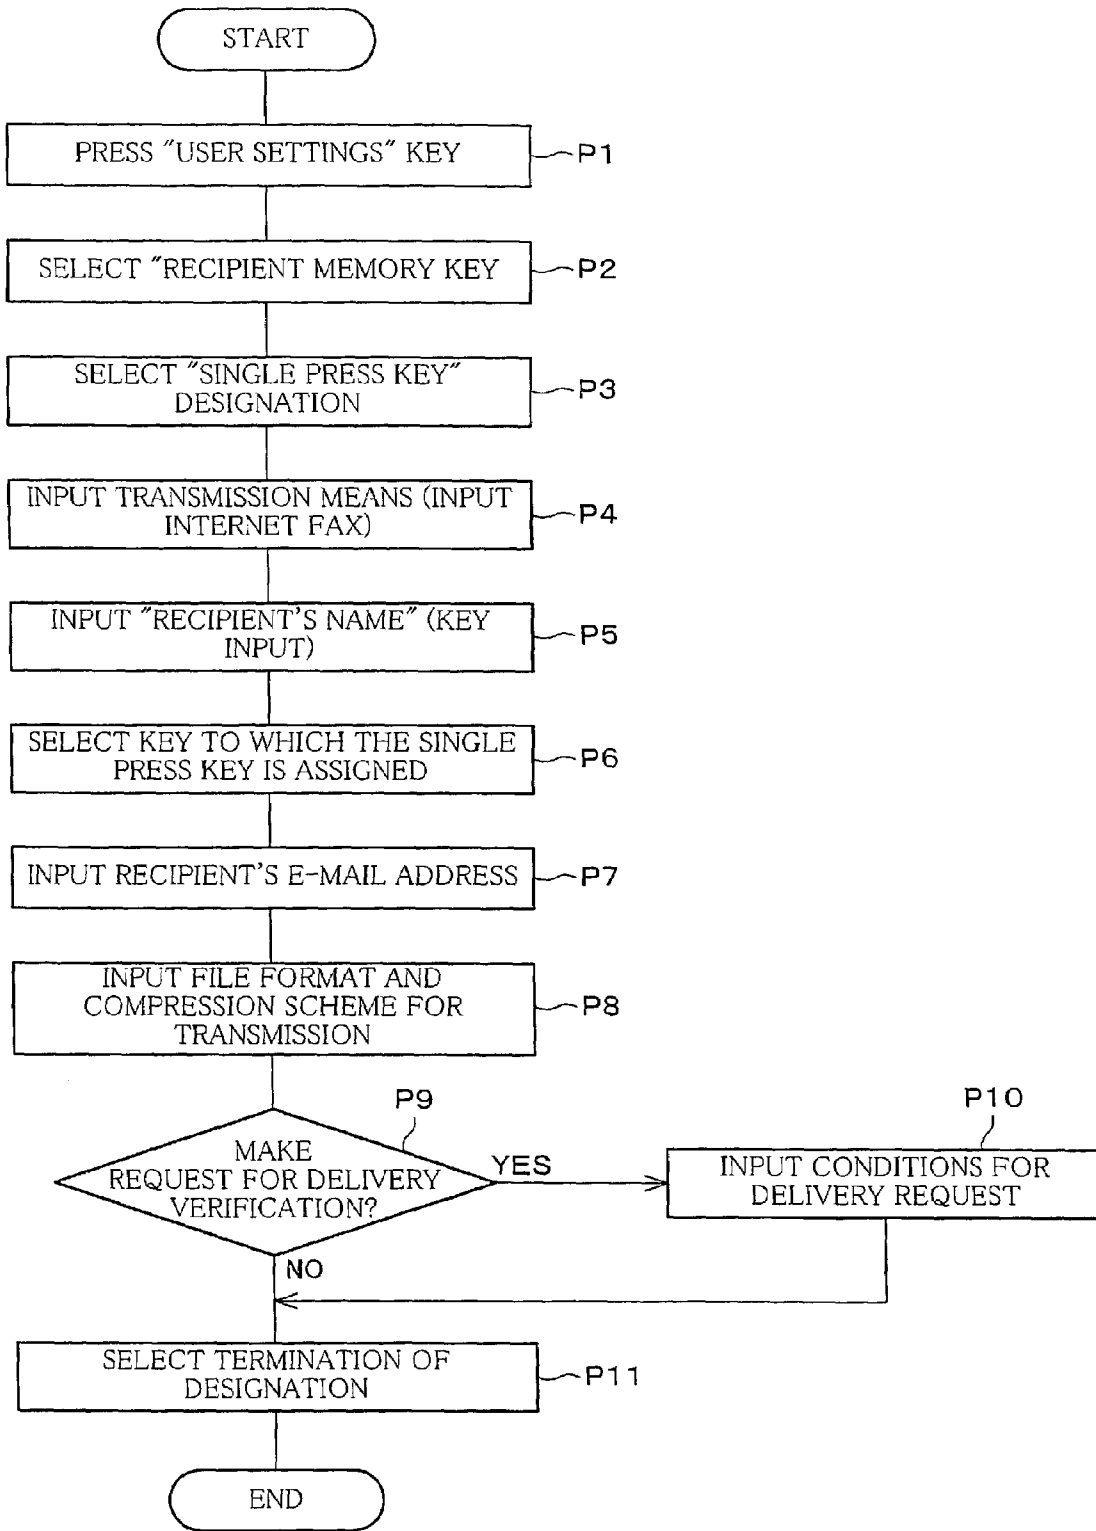 START
PRESS "USER SETTINGS" KEY
P1
SELECT "RECIPIENT MEMORY KEY
P2
SELECT "SINGLE PRESS KEY"
DESIGNATION
P3
INPUT TRANSMISSION MEANS (INPUT
INTERNET FAX)
P4
INPUT "RECIPIENT'S NAME" (KEY
INPUT)
P5
SELECT KEY TO WHICH THE SINGLE
PRESS KEY IS ASSIGNED
P6
INPUT RECIPIENT'S E-MAIL ADDRESS
P7
INPUT FILE FORMAT AND
COMPRESSION SCHEME FOR
TRANSMISSION
P8
P9
MAKE
REQUEST FOR DELIVERY
VERIFICATION?
YES
P10
INPUT CONDITIONS FOR
DELIVERY REQUEST
NO
SELECT TERMINATION OF
DESIGNATION
P11
END